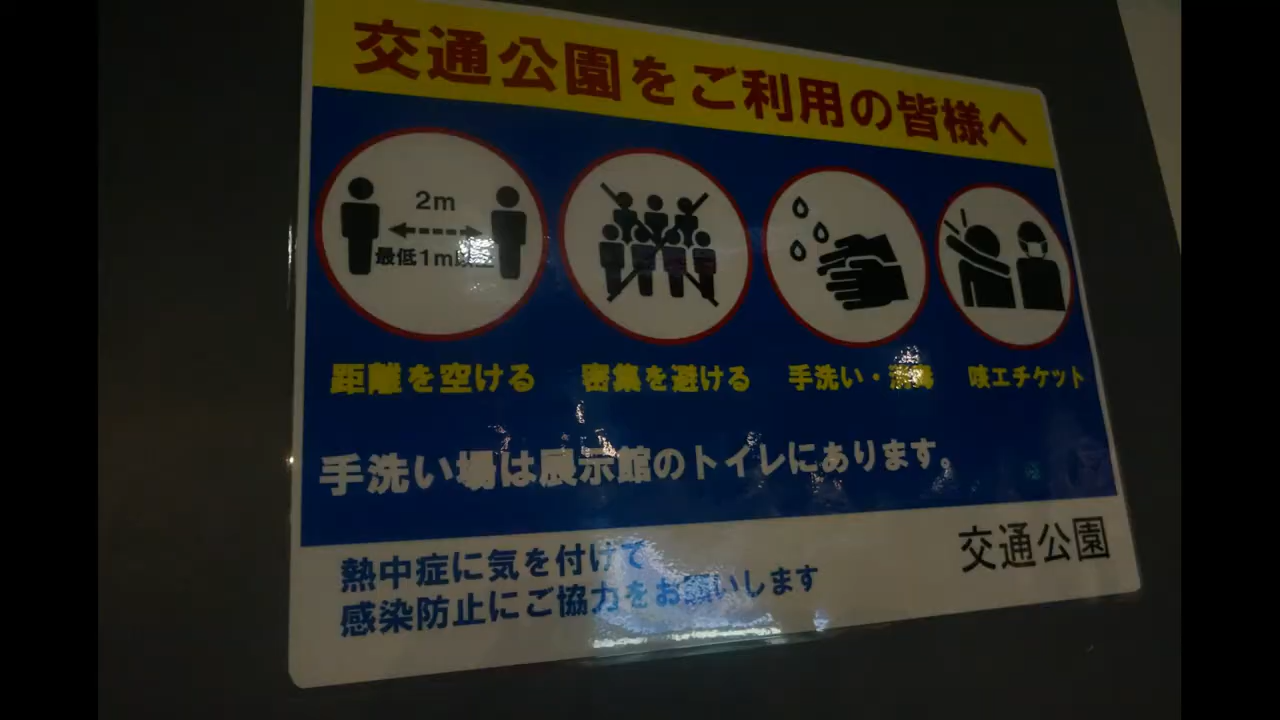 交通公園をご利用の皆様へ
2m
最低1m以上
距離を空ける
密集を避ける
手洗い・消毒
咳エチケット
手洗い場は展示館のトイレにあります。
熱中症に気を付けて
感染防止にご協力をお願いします
交通公園